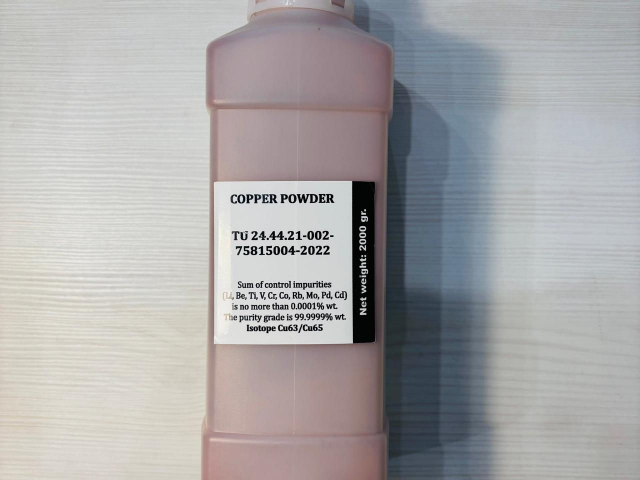 COPPER POWDER
TU 24.44.21-002-
75815004-2022
Sum of control impurities
(Li, Be, Ti, V, Cr, Co, Rb, Mo, Pd, Cd)
is no more than 0.0001% wt.
The purity grade is 99.9999% wt.
Isotope Cu63/Cu65
Net weight: 2000 gr.